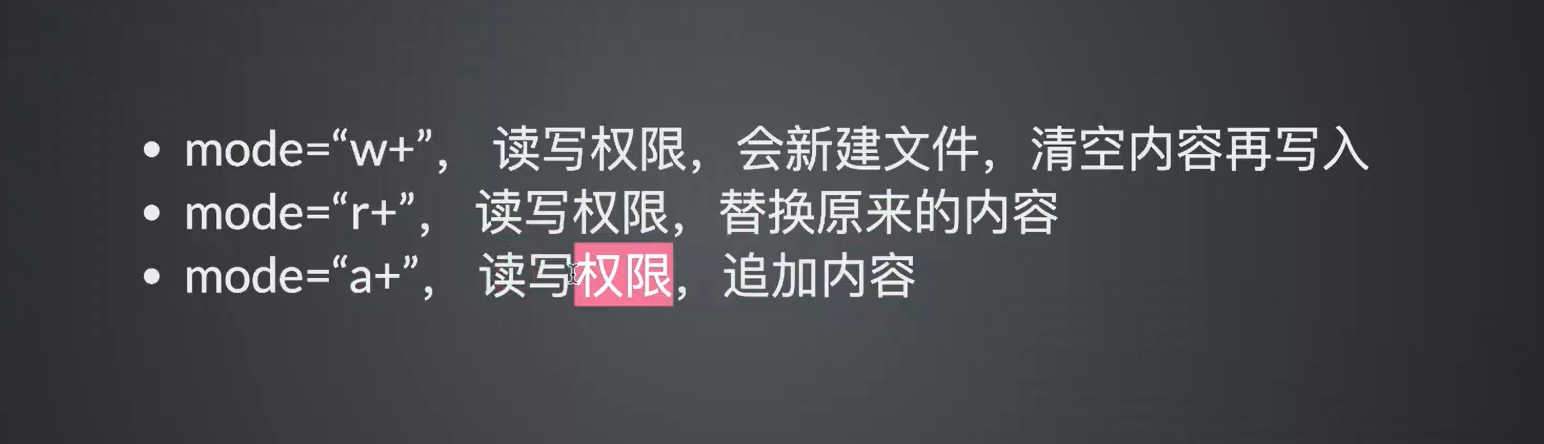 • mode=“w+”， 读写权限，会新建文件，清空内容再写入
• mode=“r+”， 读写权限，替换原来的内容
• mode=“a+”， 读写权限，追加内容